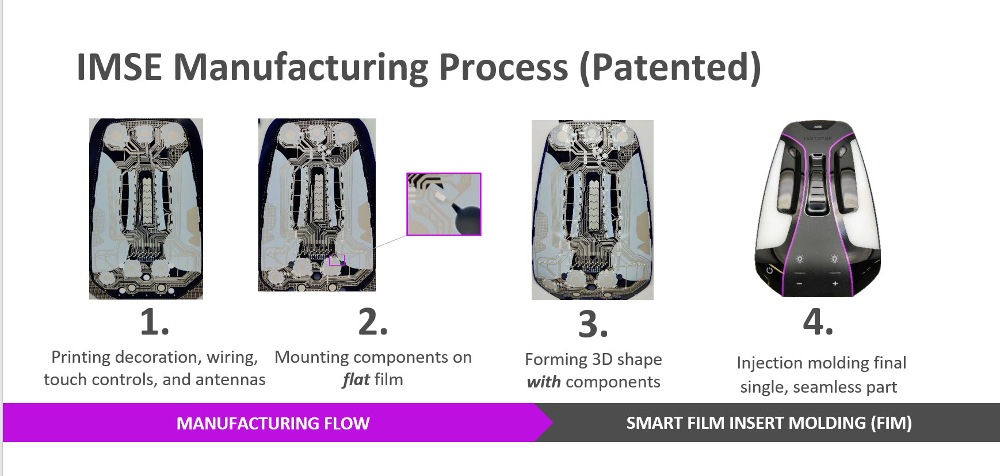 IMSE Manufacturing Process (Patented)
TACTOTEK
1.
Printing decoration, wiring,
touch controls, and antennas
2.
Mounting components on
flat film
3.
Forming 3D shape
with components
4.
Injection molding final
single, seamless part
MANUFACTURING FLOW
SMART FILM INSERT MOLDING (FIM)